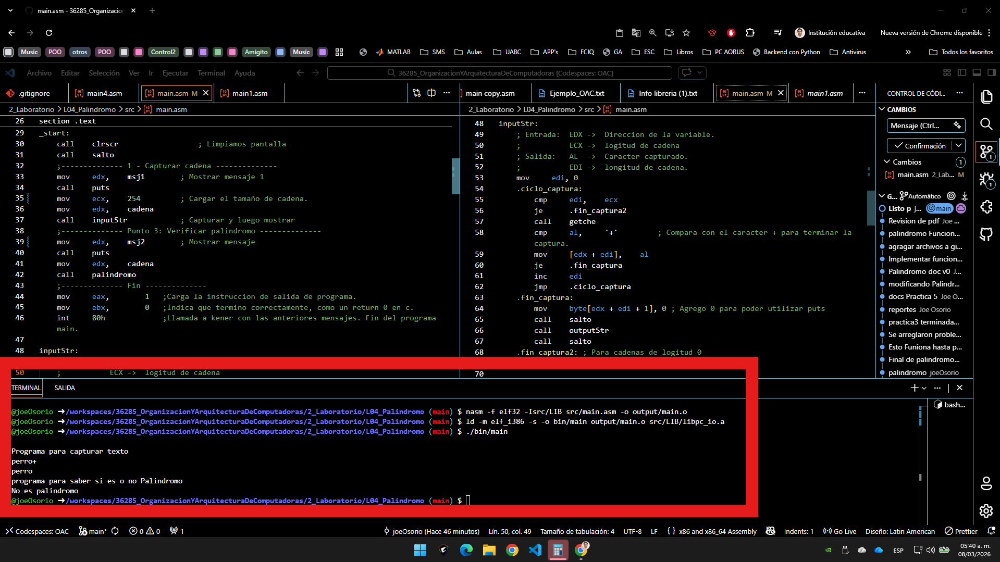 main.asm - 36285_Organizacion
Institución educativa
Nueva versión de Chrome disponible
Music POO otros POO Control2 Amigito Music MATLAB SMS Aulas UABC APP's FCIQ GA ESC Libros PC AORUS Backend con Python Antivirus » Todos los favoritos
Archivo Editar Selección Ver Ir Ejecutar Terminal Ayuda
36285_OrganizacionYArquitecturaDeComputadoras [Codespaces: OAC]
.gitignore main4.asm main.asm M main1.asm
main copy.asm Ejemplo_OAC.txt Info libreria (1).txt main.asm M main1.asm
2_Laboratorio > L04_Palindromo > src > main.asm
26 section .text
29 _start:
30 call clrscr ; Limpiamos pantalla
31 call salto
32 ;-------------- 1 - Capturar cadena --------------
33 mov edx, msj1 ; Mostrar mensaje 1
34 call puts
35 mov ecx, 254 ; Cargar el tamaño de cadena.
36 mov edx, cadena
37 call inputStr ; Capturar y luego mostrar
38 ;-------------- Punto 3: Verificar palindromo --------------
39 mov edx, msj2 ; Mostrar mensaje
40 call puts
41 mov edx, cadena
42 call palindromo
43 ;-------------- Fin --------------
44 mov eax, 1 ;Carga la instruccion de salida de programa.
45 mov ebx, 0 ;Indica que termino correctamente, como un return 0 en c.
46 int 80h ;Llamada a kener con las anteriores mensajes. Fin del programa
main.
47
48 inputStr:
50 ; ECX -> logitud de cadena
2_Laboratorio > L04_Palindromo > src > main.asm
48 inputStr:
49 ; Entrada: EDX -> Direccion de la variable.
50 ; ECX -> logitud de cadena
51 ; Salida: AL -> Caracter capturado.
52 ; EDI -> longitud de cadena.
53 mov edi, 0
54 .ciclo_captura:
55 cmp edi, ecx
56 je .fin_captura2
57 call getche
58 cmp al, '+' ; Compara con el caracter + para terminar la
captura.
59 mov [edx + edi], al
60 je .fin_captura
61 inc edi
62 jmp .ciclo_captura
63 .fin_captura:
64 mov byte[edx + edi + 1], 0 ; Agrego 0 para poder utilizar puts
65 call salto
66 call outputStr
67 call salto
68 .fin_captura2: ; Para cadenas de logitud 0
70
CONTROL DE CÓDI...
CAMBIOS
Mensaje (Ctrl...
Confirmación
Cambios 1
main.asm 2_Lab... M
G... Automático
Listo p j... main
Revision de pdf Joe ...
palindromo Funcion...
agragar archivos a gi...
Implementar funcion...
Palindromo doc v0 J...
modificando Palindr...
docs Practica 5 Joe O...
reportes Joe Osorio
practica3 terminada...
Se arreglaron proble...
Esto Funiona hasta p...
Final de palindromo...
palindromo joeOsorio
1
1
TERMINAL SALIDA
bash...
@joeOsorio ➜/workspaces/36285_OrganizacionYArquitecturaDeComputadoras/2_Laboratorio/L04_Palindromo (main) $ nasm -f elf32 -Isrc/LIB src/main.asm -o output/main.o
@joeOsorio ➜/workspaces/36285_OrganizacionYArquitecturaDeComputadoras/2_Laboratorio/L04_Palindromo (main) $ ld -m elf_i386 -s -o bin/main output/main.o src/LIB/libpc_io.a
@joeOsorio ➜/workspaces/36285_OrganizacionYArquitecturaDeComputadoras/2_Laboratorio/L04_Palindromo (main) $ ./bin/main
Programa para capturar texto
perro+
perro
programa para saber si es o no Palindromo
No es palindromo
@joeOsorio ➜/workspaces/36285_OrganizacionYArquitecturaDeComputadoras/2_Laboratorio/L04_Palindromo (main) $
Codespaces: OAC main* 0 0 1 joeOsorio (Hace 46 minutos) Lín. 50, col. 49 Tamaño de tabulación: 4 UTF-8 LF { } x86 and x86_64 Assembly Indents: 1 Go Live Diseño: Latin American Prettier
ESP
05:40 a. m.
08/03/2026